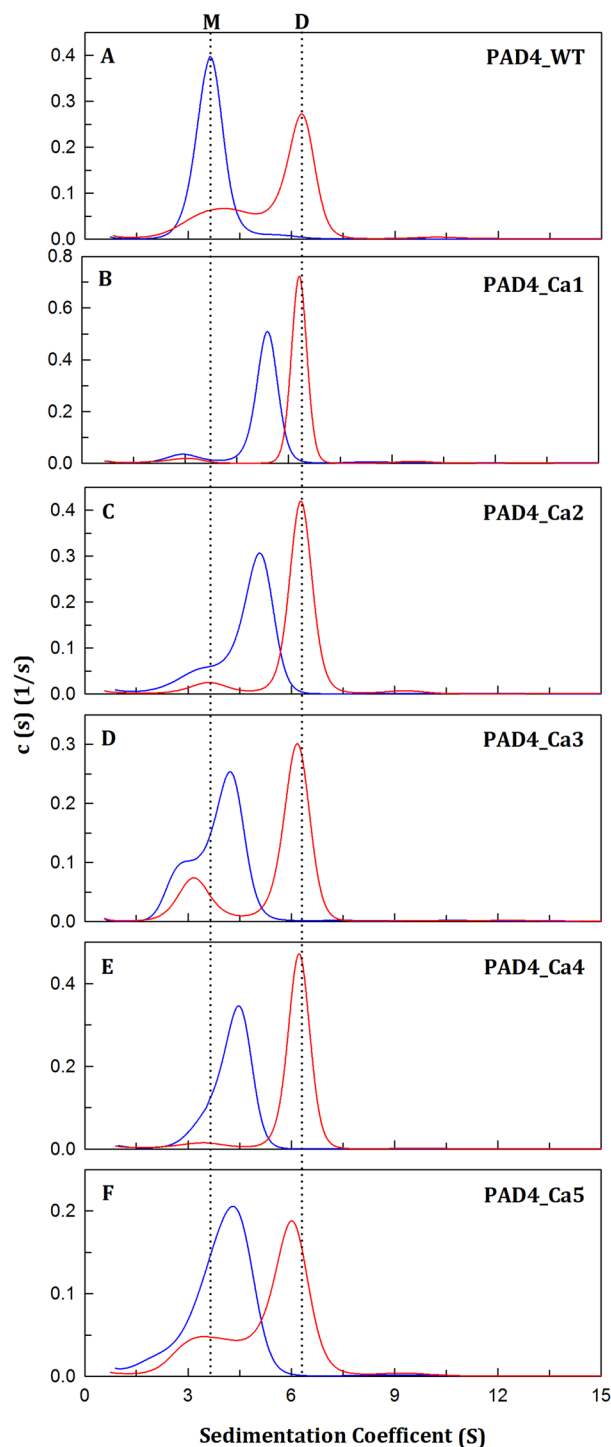 M D
A PAD4_WT
0.4
0.3
0.2
0.1
0.0
B PAD4_Ca1
0.8
0.6
0.4
0.2
0.0
C PAD4_Ca2
0.4
0.3
0.2
0.1
0.0
D PAD4_Ca3
0.3
0.2
0.1
0.0
E PAD4_Ca4
0.4
0.2
0.0
F PAD4_Ca5
0.2
0.1
0.0
c (s) (1/s)
0 3 6 9 12 15
Sedimentation Coefficent (S)